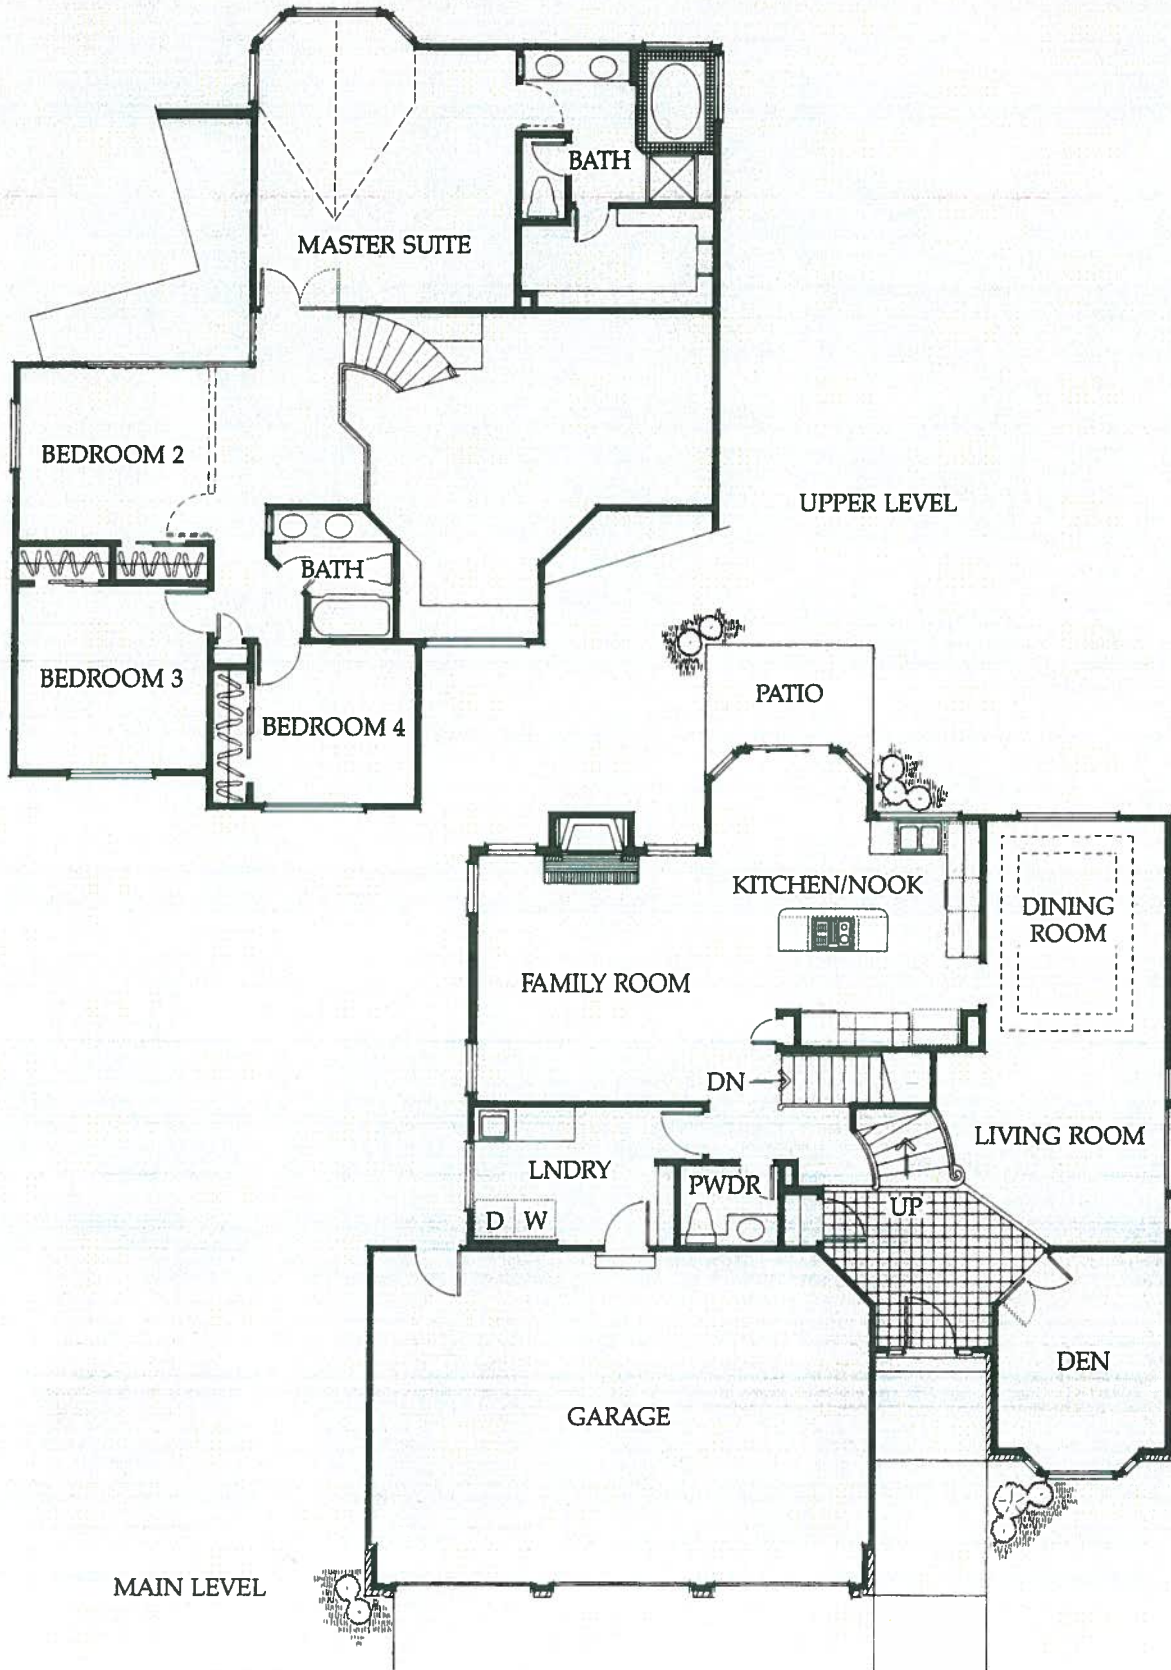 MASTER SUITE
BATH
BEDROOM 2
UPPER LEVEL
BATH
BEDROOM 3
BEDROOM 4
PATIO
KITCHEN/NOOK
DINING
ROOM
FAMILY ROOM
DN
LIVING ROOM
LNDRY
PWDR
UP
D
W
DEN
GARAGE
MAIN LEVEL